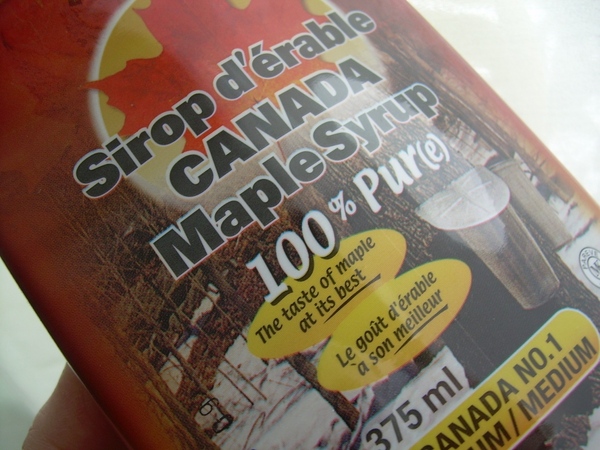 Sirop d'érable
CANADA
Maple Syrup
100% Pur(e)
The taste of maple
at its best
Le goût d'érable
à son meilleur
375 ml
CANADA NO.1
/ MEDIUM